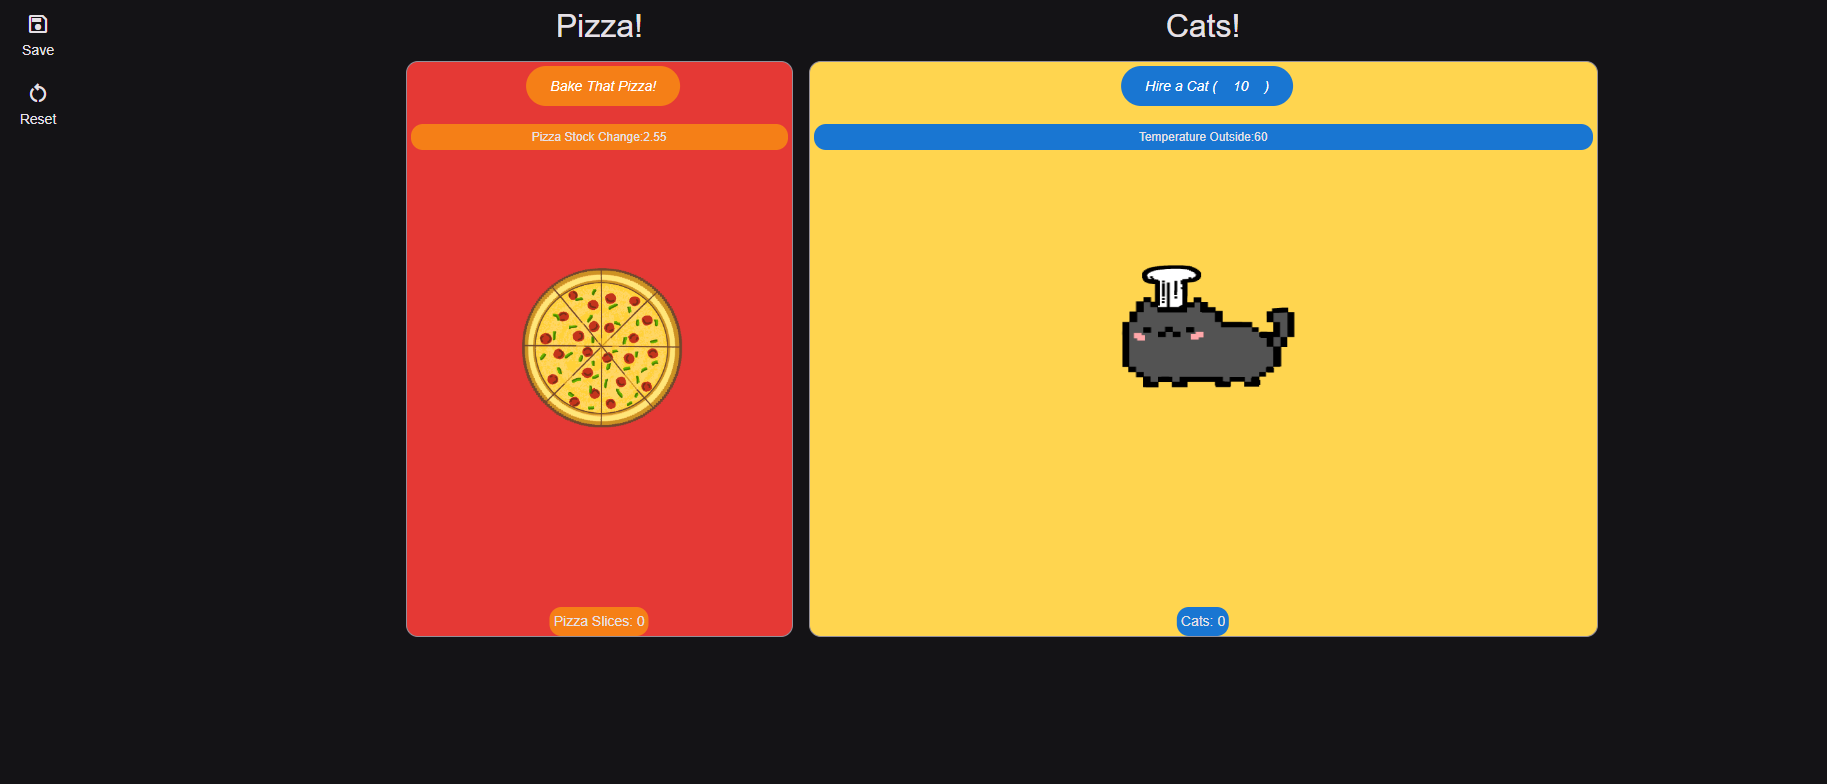 Save
Reset
Pizza!
Bake That Pizza!
Pizza Stock Change:2.55
Pizza Slices: 0
Cats!
Hire a Cat ( 10 )
Temperature Outside:60
Cats: 0